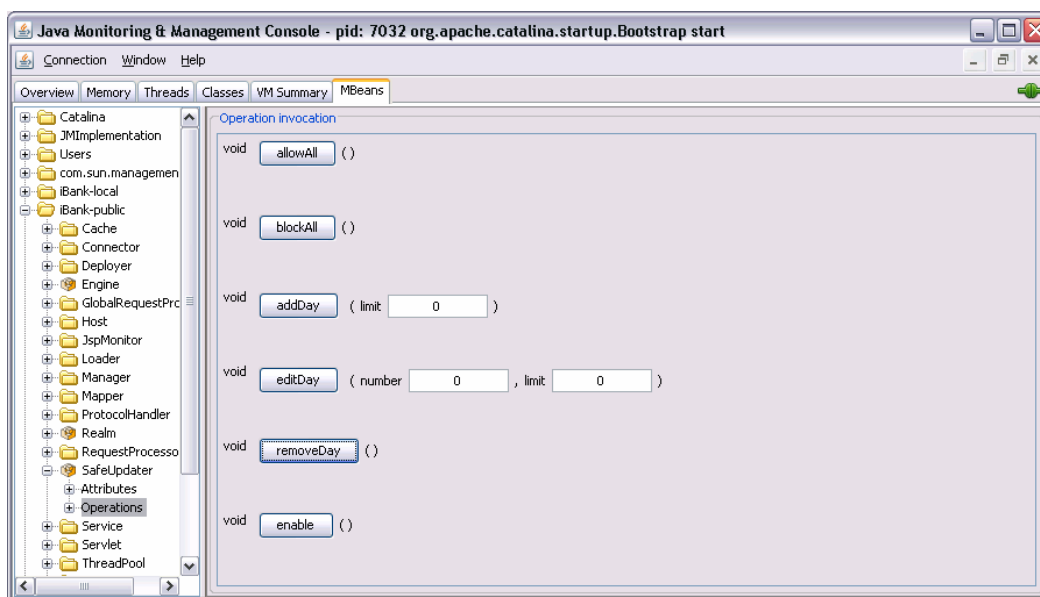 Java Monitoring & Management Console - pid: 7032 org.apache.catalina.startup.Bootstrap start
Connection Window Help
Overview Memory Threads Classes VM Summary MBeans
Catalina
JMImplementation
Users
com.sun.managemen
iBank-local
iBank-public
Cache
Connector
Deployer
Engine
GlobalRequestPrc
Host
JspMonitor
Loader
Manager
Mapper
ProtocolHandler
Realm
RequestProcesso
SafeUpdater
Attributes
Operations
Service
Servlet
ThreadPool
Operation invocation
void allowAll ( )
void blockAll ( )
void addDay ( limit 0 )
void editDay ( number 0 , limit 0 )
void removeDay ( )
void enable ( )